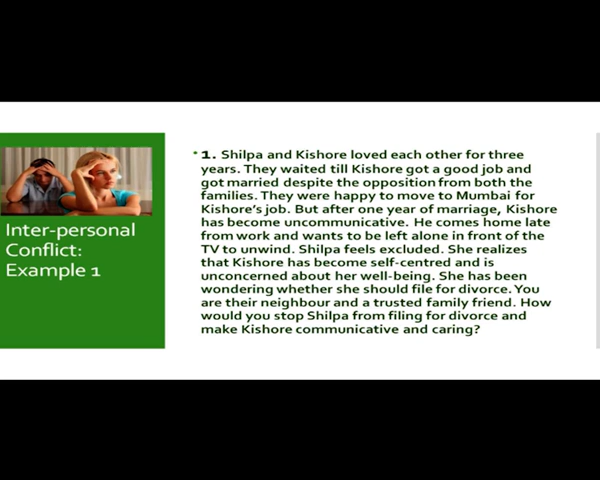 Inter-personal
Conflict:
Example 1
1. Shilpa and Kishore loved each other for three
years. They waited till Kishore got a good job and
got married despite the opposition from both the
families. They were happy to move to Mumbai for
Kishore's job. But after one year of marriage, Kishore
has become uncommunicative. He comes home late
from work and wants to be left alone in front of the
TV to unwind. Shilpa feels excluded. She realizes
that Kishore has become self-centred and is
unconcerned about her well-being. She has been
wondering whether she should file for divorce. You
are their neighbour and a trusted family friend. How
would you stop Shilpa from filing for divorce and
make Kishore communicative and caring?